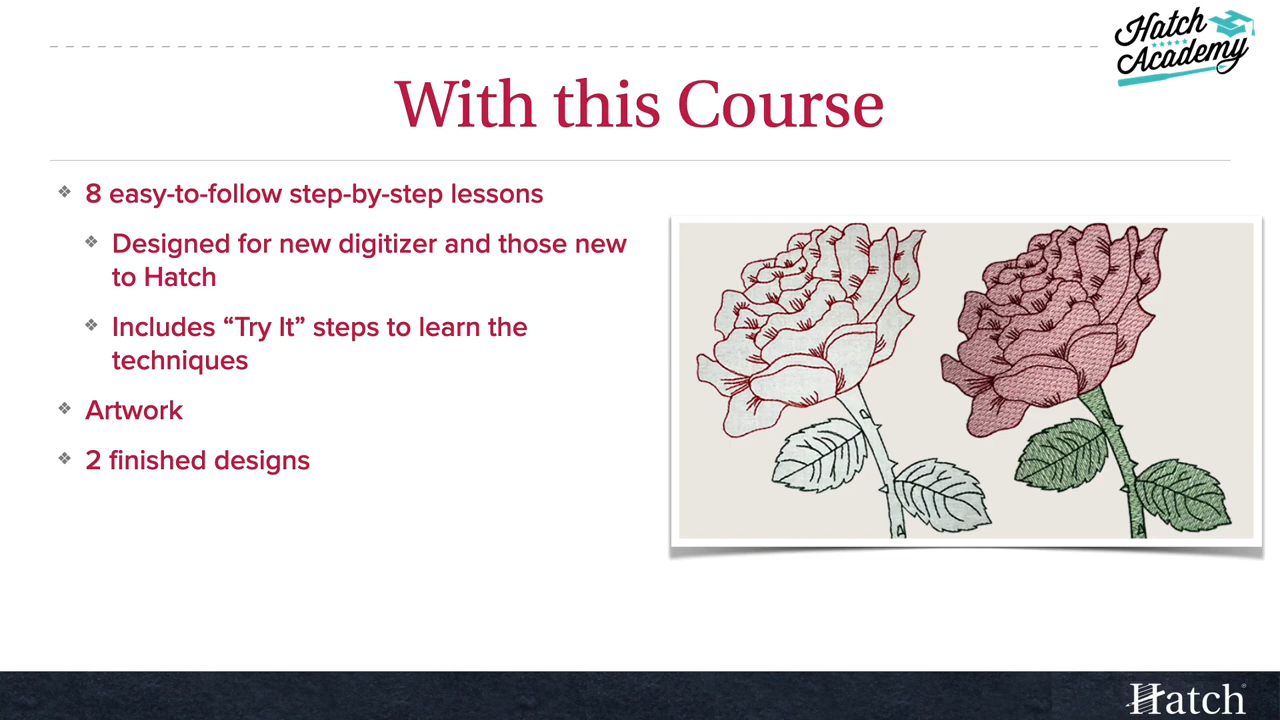 Hatch
Academy
With this Course
8 easy-to-follow step-by-step lessons
Designed for new digitizer and those new
to Hatch
Includes “Try It” steps to learn the
techniques
Artwork
2 finished designs
Hatch®